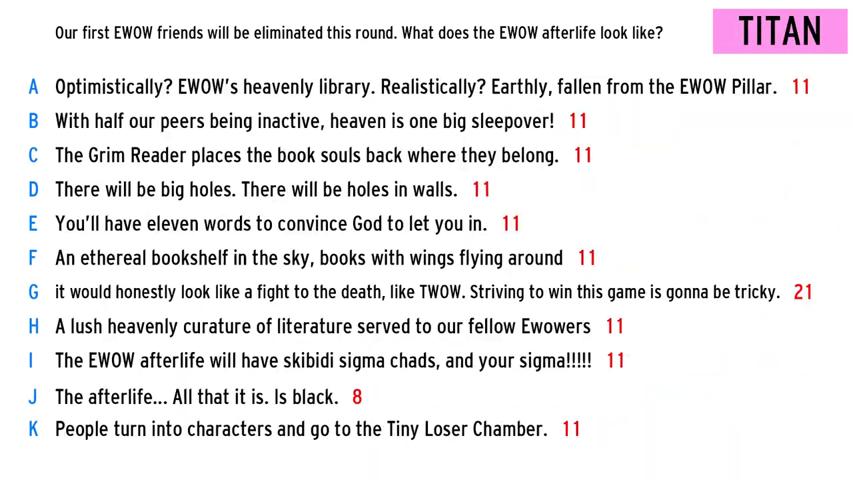 Our first EWOW friends will be eliminated this round. What does the EWOW afterlife look like?
TITAN
A Optimistically? EWOW's heavenly library. Realistically? Earthly, fallen from the EWOW Pillar. 11
B With half our peers being inactive, heaven is one big sleepover! 11
C The Grim Reader places the book souls back where they belong. 11
D There will be big holes. There will be holes in walls. 11
E You'll have eleven words to convince God to let you in. 11
F An ethereal bookshelf in the sky, books with wings flying around 11
G it would honestly look like a fight to the death, like TWOW. Striving to win this game is gonna be tricky. 21
H A lush heavenly curature of literature served to our fellow Ewowers 11
I The EWOW afterlife will have skibidi sigma chads, and your sigma!!!!! 11
J The afterlife... All that it is. Is black. 8
K People turn into characters and go to the Tiny Loser Chamber. 11